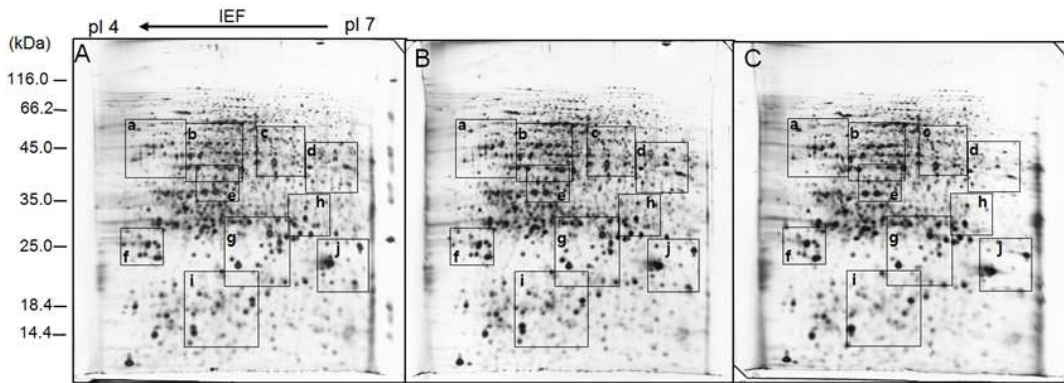 IEF
pI 4 pI 7
(kDa)
A B C
116.0
66.2
45.0
35.0
25.0
18.4
14.4
a b c d e f g h i j
a b c d e f g h i j
a b c d e f g h i j